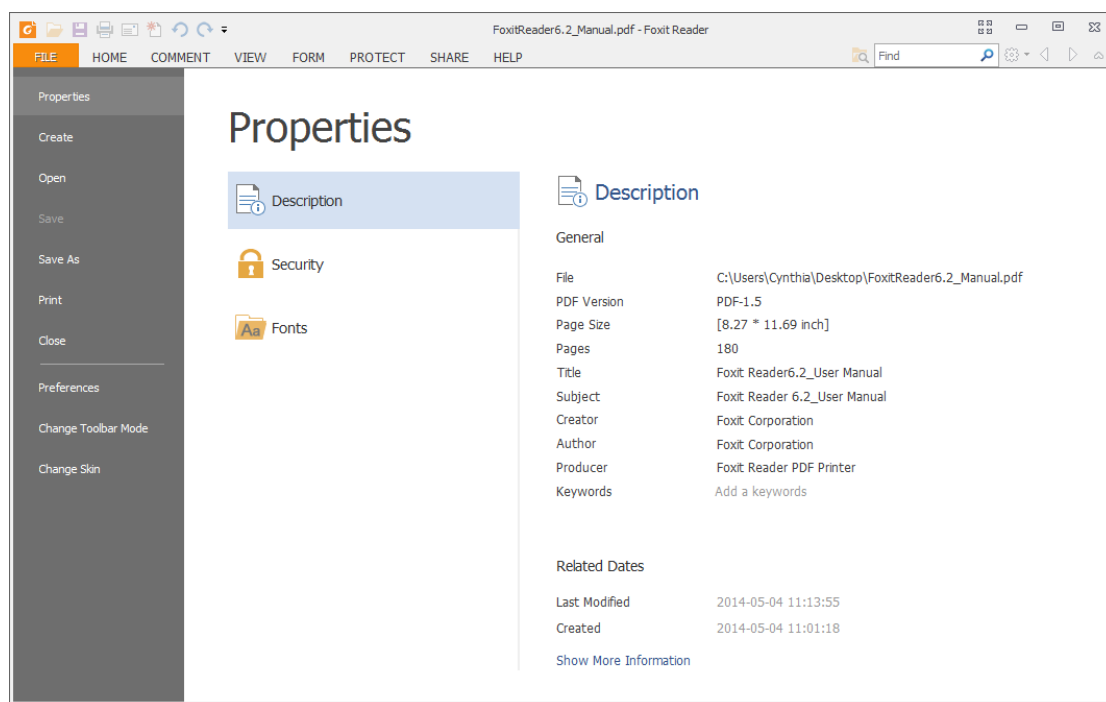 FoxitReader6.2_Manual.pdf - Foxit Reader
FILE HOME COMMENT VIEW FORM PROTECT SHARE HELP Find
Properties
Create
Open
Save
Save As
Print
Close
Preferences
Change Toolbar Mode
Change Skin
Properties
Description
Security
Aa Fonts
Description
General
File C:\Users\Cynthia\Desktop\FoxitReader6.2_Manual.pdf
PDF Version PDF-1.5
Page Size [8.27 * 11.69 inch]
Pages 180
Title Foxit Reader6.2_User Manual
Subject Foxit Reader 6.2_User Manual
Creator Foxit Corporation
Author Foxit Corporation
Producer Foxit Reader PDF Printer
Keywords Add a keywords
Related Dates
Last Modified 2014-05-04 11:13:55
Created 2014-05-04 11:01:18
Show More Information